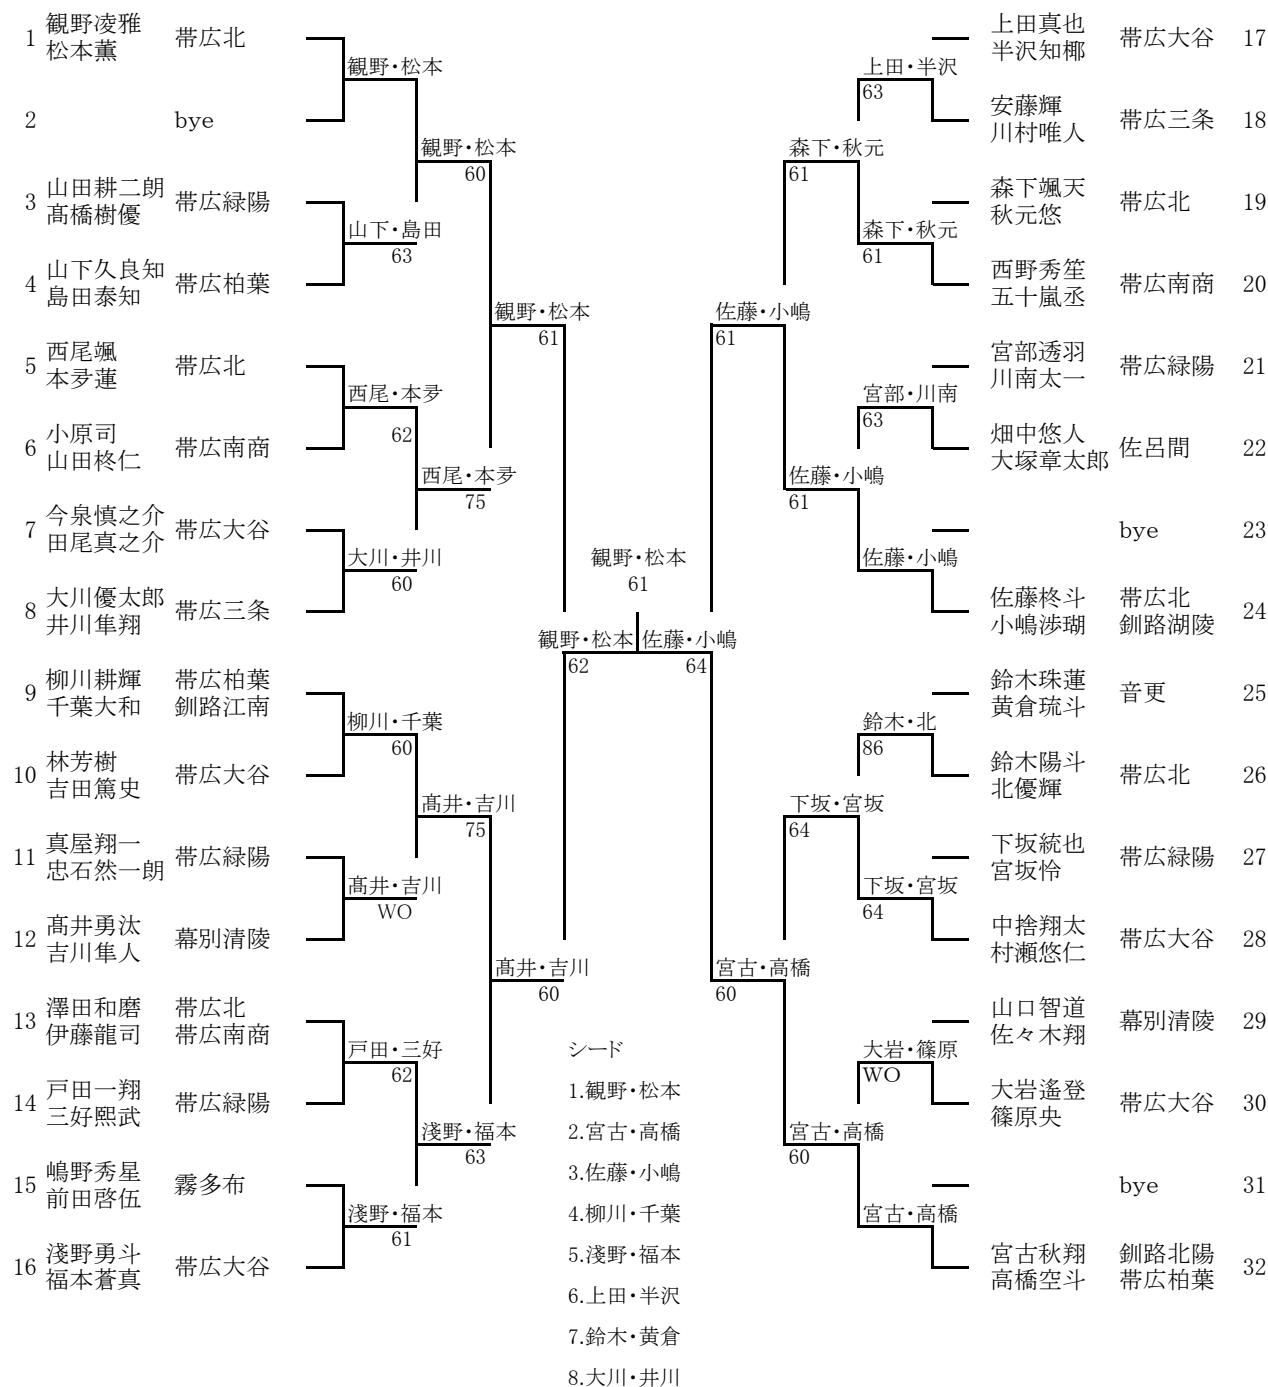 1 観野凌雅 帯広北
松本薫
2 bye
3 山田耕二朗 帯広緑陽
髙橋樹優
4 山下久良知 帯広柏葉
島田泰知
5 西尾颯 帯広北
本夛蓮
6 小原司 帯広南商
山田柊仁
7 今泉慎之介 帯広大谷
田尾真之介
8 大川優太郎 帯広三条
井川隼翔
9 柳川耕輝 帯広柏葉
千葉大和 釧路江南
10 林芳樹 帯広大谷
吉田篤史
11 真屋翔一 帯広緑陽
忠石然一朗
12 髙井勇汰 幕別清陵
吉川隼人
13 澤田和磨 帯広北
伊藤龍司 帯広南商
14 戸田一翔 帯広緑陽
三好熙武
15 嶋野秀星 霧多布
前田啓伍
16 淺野勇斗 帯広大谷
福本蒼真
観野・松本
山下・島田
63
西尾・本夛
62
大川・井川
60
柳川・千葉
60
髙井・吉川
WO
戸田・三好
62
淺野・福本
61
観野・松本
60
西尾・本夛
75
髙井・吉川
75
淺野・福本
63
観野・松本
61
髙井・吉川
60
観野・松本
61
観野・松本
62
佐藤・小嶋
64
シード
1.観野・松本
2.宮古・高橋
3.佐藤・小嶋
4.柳川・千葉
5.淺野・福本
6.上田・半沢
7.鈴木・黄倉
8.大川・井川
佐藤・小嶋
61
宮古・高橋
60
森下・秋元
61
佐藤・小嶋
61
下坂・宮坂
64
宮古・高橋
60
上田・半沢
63
森下・秋元
61
宮部・川南
63
佐藤・小嶋
鈴木・北
86
下坂・宮坂
64
大岩・篠原
WO
宮古・高橋
上田真也 帯広大谷 17
半沢知椰
安藤輝 帯広三条 18
川村唯人
森下颯天 帯広北 19
秋元悠
西野秀笙 帯広南商 20
五十嵐丞
宮部透羽 帯広緑陽 21
川南太一
畑中悠人 佐呂間 22
大塚章太郎
bye 23
佐藤柊斗 帯広北 24
小嶋渉瑚 釧路湖陵
鈴木珠蓮 音更 25
黄倉琉斗
鈴木陽斗 帯広北 26
北優輝
下坂統也 帯広緑陽 27
宮坂怜
中捨翔太 帯広大谷 28
村瀬悠仁
山口智道 幕別清陵 29
佐々木翔
大岩遙登 帯広大谷 30
篠原央
bye 31
宮古秋翔 釧路北陽 32
高橋空斗 帯広柏葉